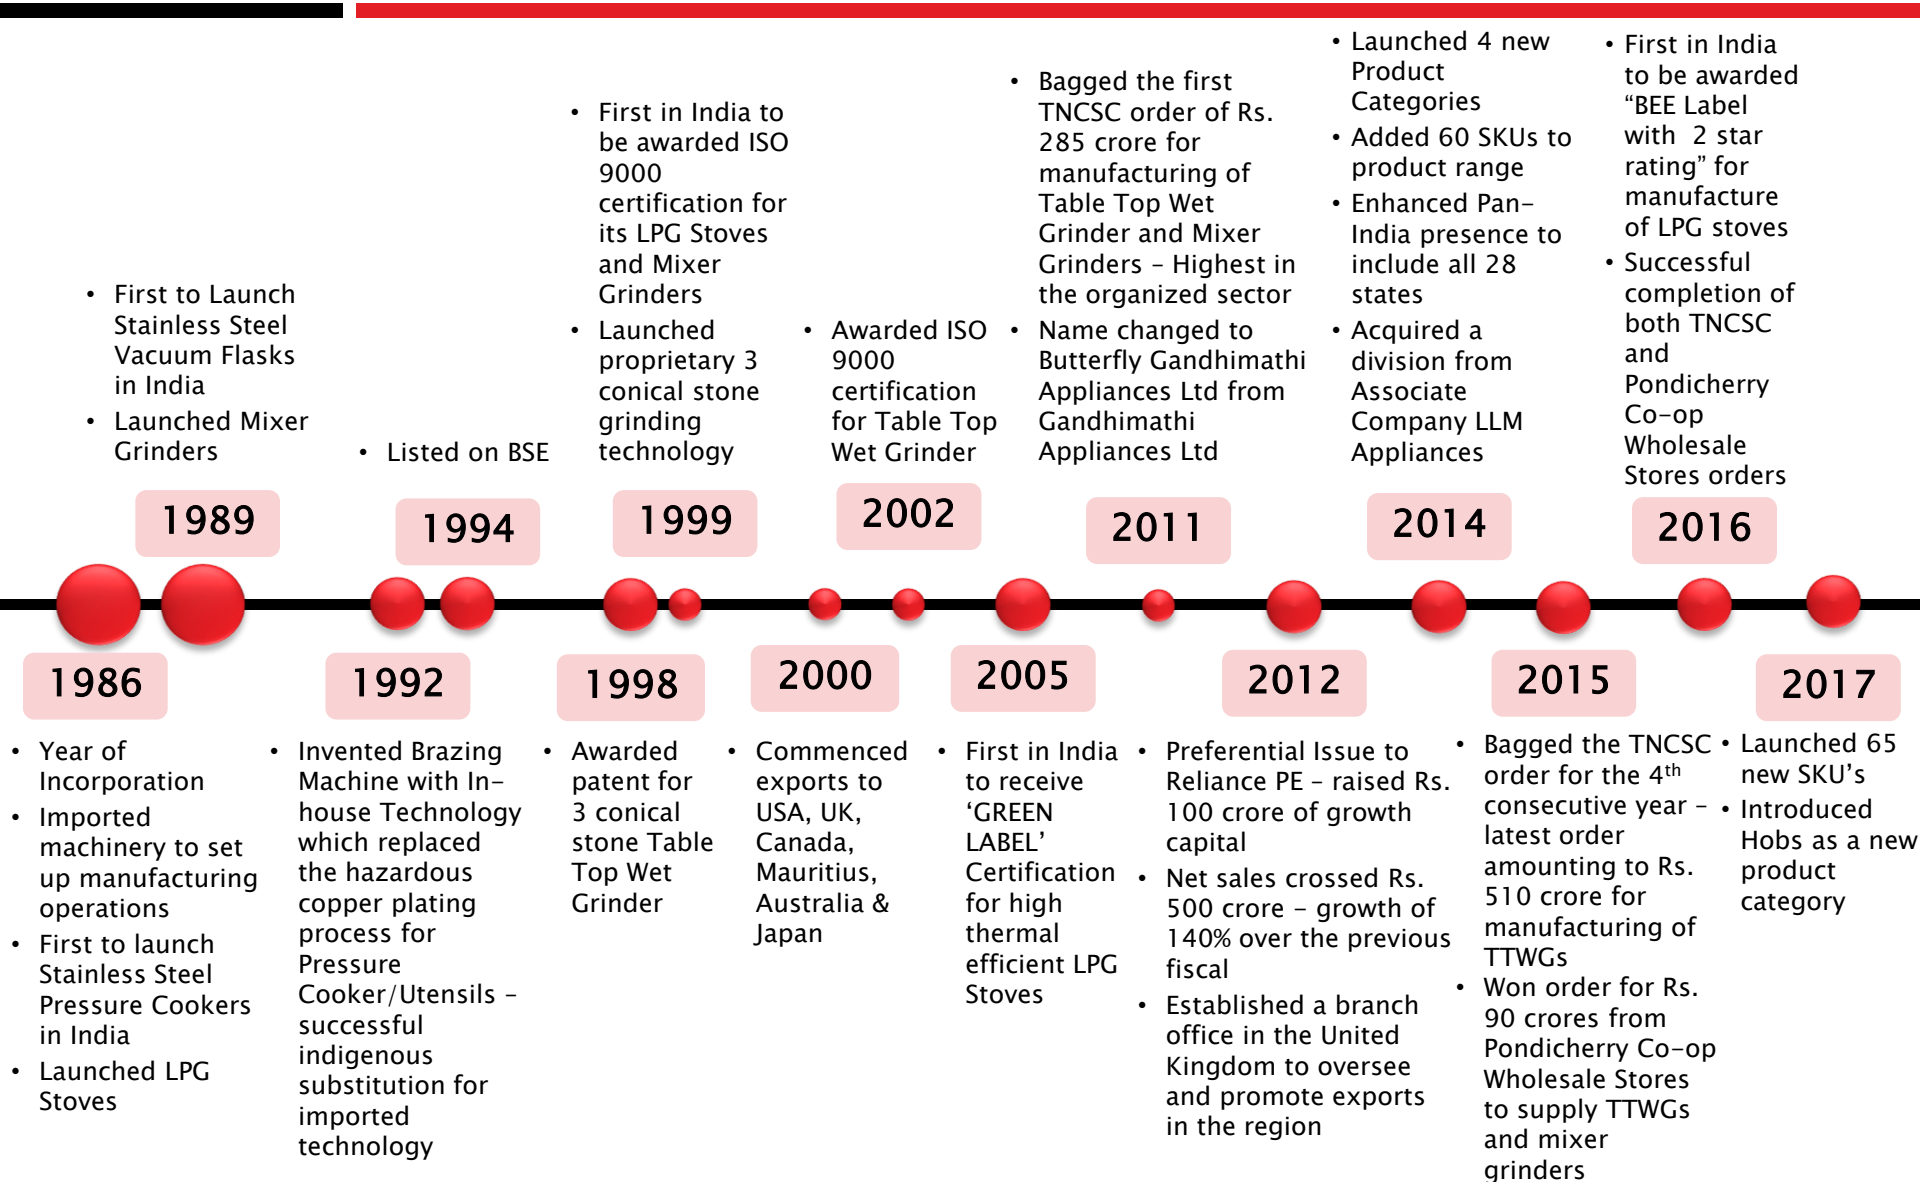 • First to Launch
Stainless Steel
Vacuum Flasks
in India
• Launched Mixer
Grinders
1989
• Listed on BSE
1994
• First in India to
be awarded ISO
9000
certification for
its LPG Stoves
and Mixer
Grinders
• Launched
proprietary 3
conical stone
grinding
technology
1999
• Awarded ISO
9000
certification
for Table Top
Wet Grinder
2002
• Bagged the first
TNCSC order of Rs.
285 crore for
manufacturing of
Table Top Wet
Grinder and Mixer
Grinders – Highest in
the organized sector
• Name changed to
Butterfly Gandhimathi
Appliances Ltd from
Gandhimathi
Appliances Ltd
2011
• Launched 4 new
Product
Categories
• Added 60 SKUs to
product range
• Enhanced Pan-
India presence to
include all 28
states
• Acquired a
division from
Associate
Company LLM
Appliances
2014
• First in India
to be awarded
“BEE Label
with 2 star
rating” for
manufacture
of LPG stoves
• Successful
completion of
both TNCSC
and
Pondicherry
Co-op
Wholesale
Stores orders
2016
1986
• Year of
Incorporation
• Imported
machinery to set
up manufacturing
operations
• First to launch
Stainless Steel
Pressure Cookers
in India
• Launched LPG
Stoves
1992
• Invented Brazing
Machine with In-
house Technology
which replaced
the hazardous
copper plating
process for
Pressure
Cooker/Utensils –
successful
indigenous
substitution for
imported
technology
1998
• Awarded
patent for
3 conical
stone Table
Top Wet
Grinder
2000
• Commenced
exports to
USA, UK,
Canada,
Mauritius,
Australia &
Japan
2005
• First in India
to receive
‘GREEN
LABEL’
Certification
for high
thermal
efficient LPG
Stoves
2012
• Preferential Issue to
Reliance PE – raised Rs.
100 crore of growth
capital
• Net sales crossed Rs.
500 crore – growth of
140% over the previous
fiscal
• Established a branch
office in the United
Kingdom to oversee
and promote exports
in the region
2015
• Bagged the TNCSC
order for the 4th
consecutive year –
latest order
amounting to Rs.
510 crore for
manufacturing of
TTWGs
• Won order for Rs.
90 crores from
Pondicherry Co-op
Wholesale Stores
to supply TTWGs
and mixer
grinders
2017
• Launched 65
new SKU’s
• Introduced
Hobs as a new
product
category